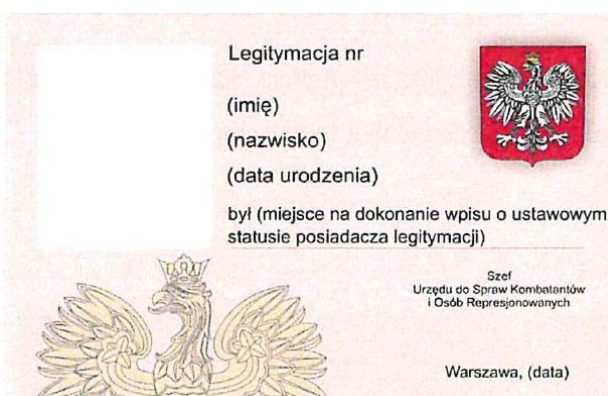 Legitymacja nr
(imię)
(nazwisko)
(data urodzenia)
był (miejsce na dokonanie wpisu o ustawowym
statusie posiadacza legitymacji)
Szef
Urzędu do Spraw Kombatantów
i Osób Represjonowanych
Warszawa, (data)